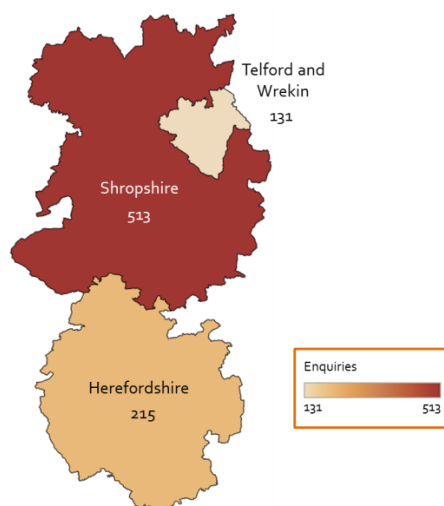 Telford and
Wrekin
131
Shropshire
513
Herefordshire
215
Enquiries
131 513